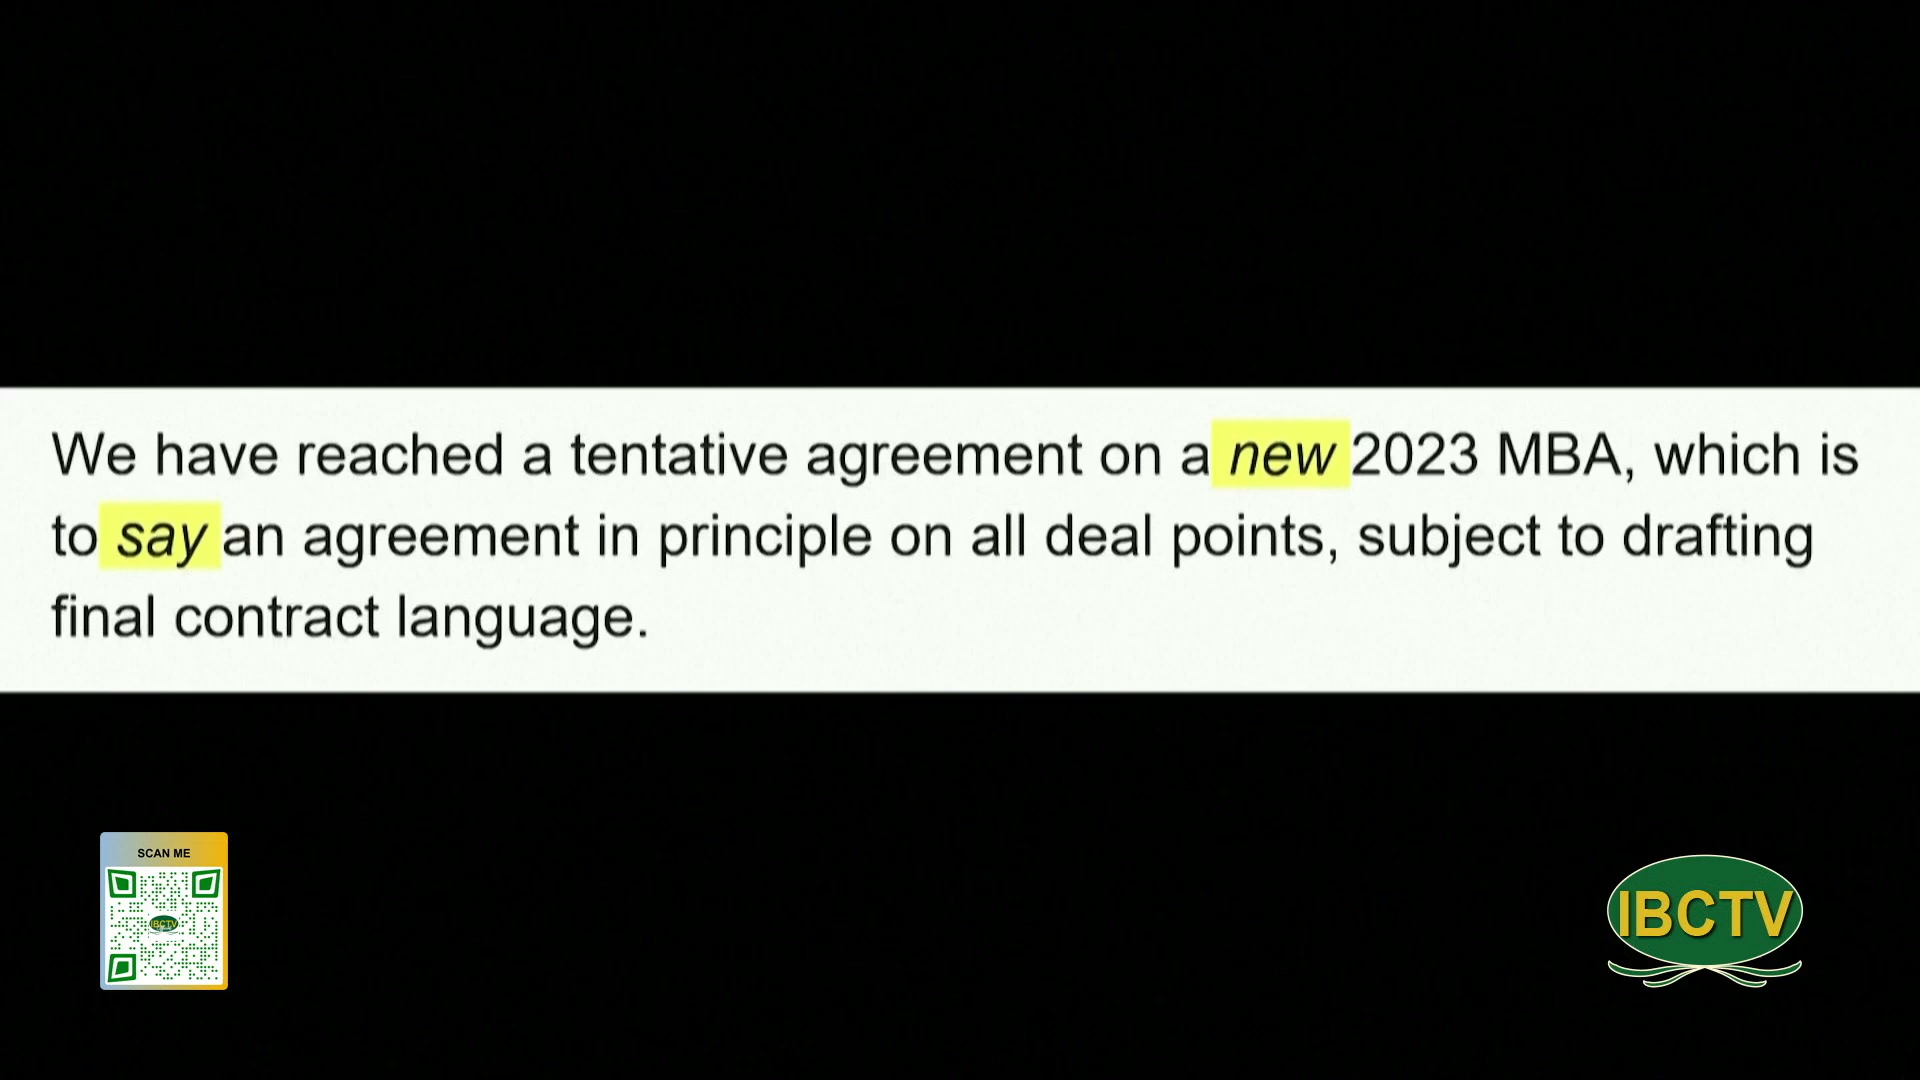 We have reached a tentative agreement on a new 2023 MBA, which is
to say an agreement in principle on all deal points, subject to drafting
final contract language.
SCAN ME
IBCTV
IBCTV